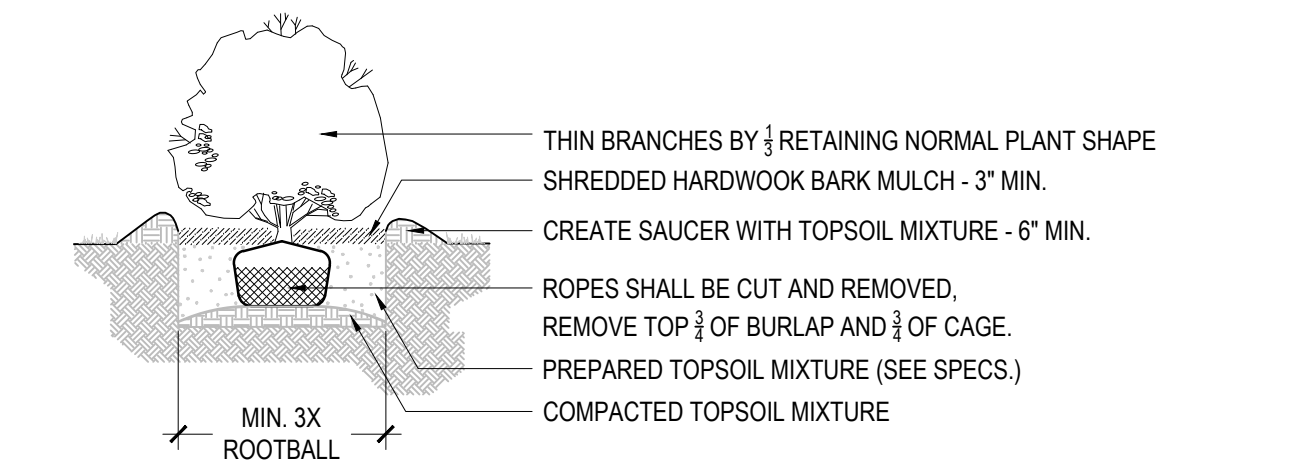 THIN BRANCHES BY 1/3 RETAINING NORMAL PLANT SHAPE
SHREDDED HARDWOOK BARK MULCH - 3" MIN.
CREATE SAUCER WITH TOPSOIL MIXTURE - 6" MIN.
ROPES SHALL BE CUT AND REMOVED,
REMOVE TOP 3/4 OF BURLAP AND 3/4 OF CAGE.
PREPARED TOPSOIL MIXTURE (SEE SPECS.)
COMPACTED TOPSOIL MIXTURE
MIN. 3X
ROOTBALL